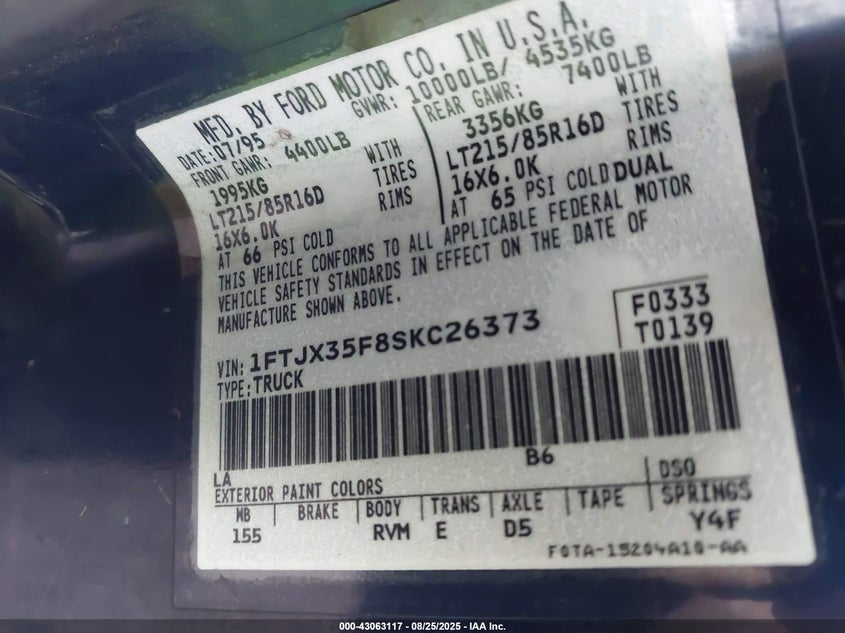 MFD. BY FORD MOTOR CO. IN U.S.A.
DATE: 07/95 GVWR: 10000LB/ 4535KG
FRONT GAWR: 4400LB REAR GAWR: 7400LB
1995KG WITH 3356KG WITH
LT215/85R16D TIRES LT215/85R16D TIRES
16X6.0K RIMS 16X6.0K RIMS
AT 66 PSI COLD AT 65 PSI COLD DUAL
THIS VEHICLE CONFORMS TO ALL APPLICABLE FEDERAL MOTOR
VEHICLE SAFETY STANDARDS IN EFFECT ON THE DATE OF
MANUFACTURE SHOWN ABOVE.
VIN: 1FTJX35F8SKC26373 F0333
TYPE: TRUCK T0139
B6
LA
EXTERIOR PAINT COLORS DSO
WB BRAKE BODY TRANS AXLE TAPE SPRINGS
155 RVM E D5 Y4F
F0TA-15204A10-AA
000-43063117 - 08/25/2025 - IAA Inc.